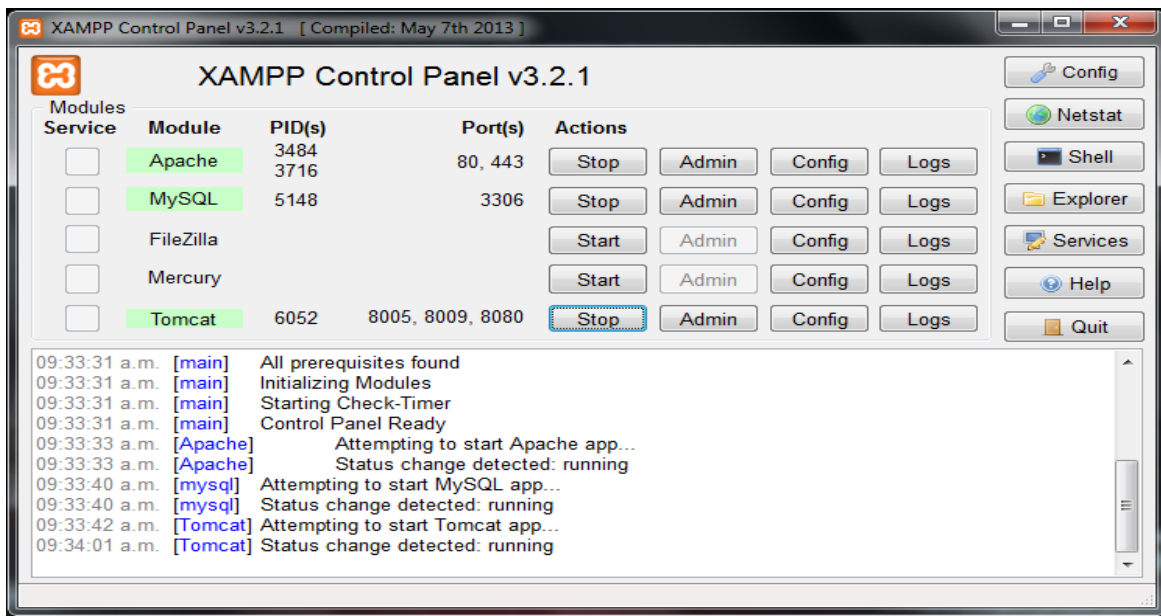 XAMPP Control Panel v3.2.1 [ Compiled: May 7th 2013 ]
XAMPP Control Panel v3.2.1
Config
Modules
Netstat
Service Module PID(s) Port(s) Actions
Apache 3484 80, 443 Stop Admin Config Logs
3716
Shell
MySQL 5148 3306 Stop Admin Config Logs
Explorer
FileZilla Start Admin Config Logs
Services
Mercury Start Admin Config Logs
Help
Tomcat 6052 8005, 8009, 8080 Stop Admin Config Logs
Quit
09:33:31 a.m. [main] All prerequisites found
09:33:31 a.m. [main] Initializing Modules
09:33:31 a.m. [main] Starting Check-Timer
09:33:31 a.m. [main] Control Panel Ready
09:33:33 a.m. [Apache] Attempting to start Apache app...
09:33:33 a.m. [Apache] Status change detected: running
09:33:40 a.m. [mysql] Attempting to start MySQL app...
09:33:40 a.m. [mysql] Status change detected: running
09:33:42 a.m. [Tomcat] Attempting to start Tomcat app...
09:34:01 a.m. [Tomcat] Status change detected: running